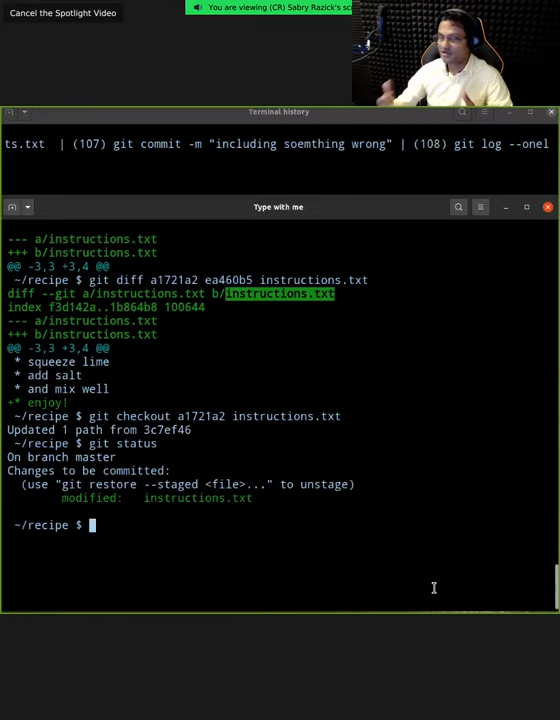 Cancel the Spotlight Video
You are viewing (CR) Sabry Razick's sc
Terminal history
ts.txt  | (107) git commit -m "including soemthing wrong" | (108) git log --onel
Type with me
--- a/instructions.txt
+++ b/instructions.txt
@@ -3,3 +3,4 @@
~/recipe $ git diff a1721a2 ea460b5 instructions.txt
diff --git a/instructions.txt b/instructions.txt
index f3d142a..1b864b8 100644
--- a/instructions.txt
+++ b/instructions.txt
@@ -3,3 +3,4 @@
* squeeze lime
* add salt
* and mix well
+* enjoy!
~/recipe $ git checkout a1721a2 instructions.txt
Updated 1 path from 3c7ef46
~/recipe $ git status
On branch master
Changes to be committed:
(use "git restore --staged <file>..." to unstage)
modified:   instructions.txt
~/recipe $